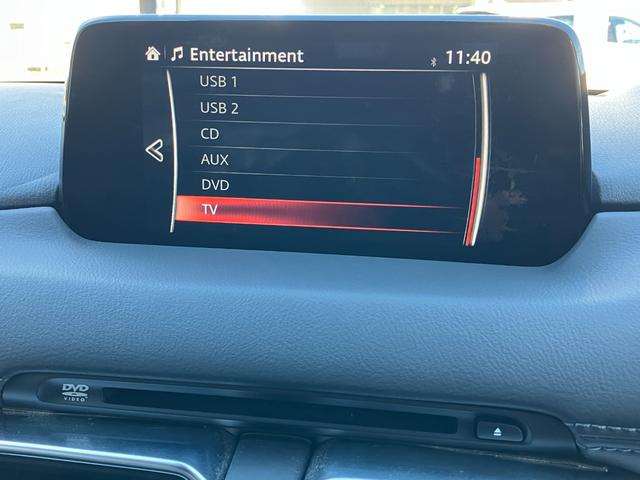 Entertainment 11:40
USB 1
USB 2
CD
AUX
DVD
TV
DVD
VIDEO